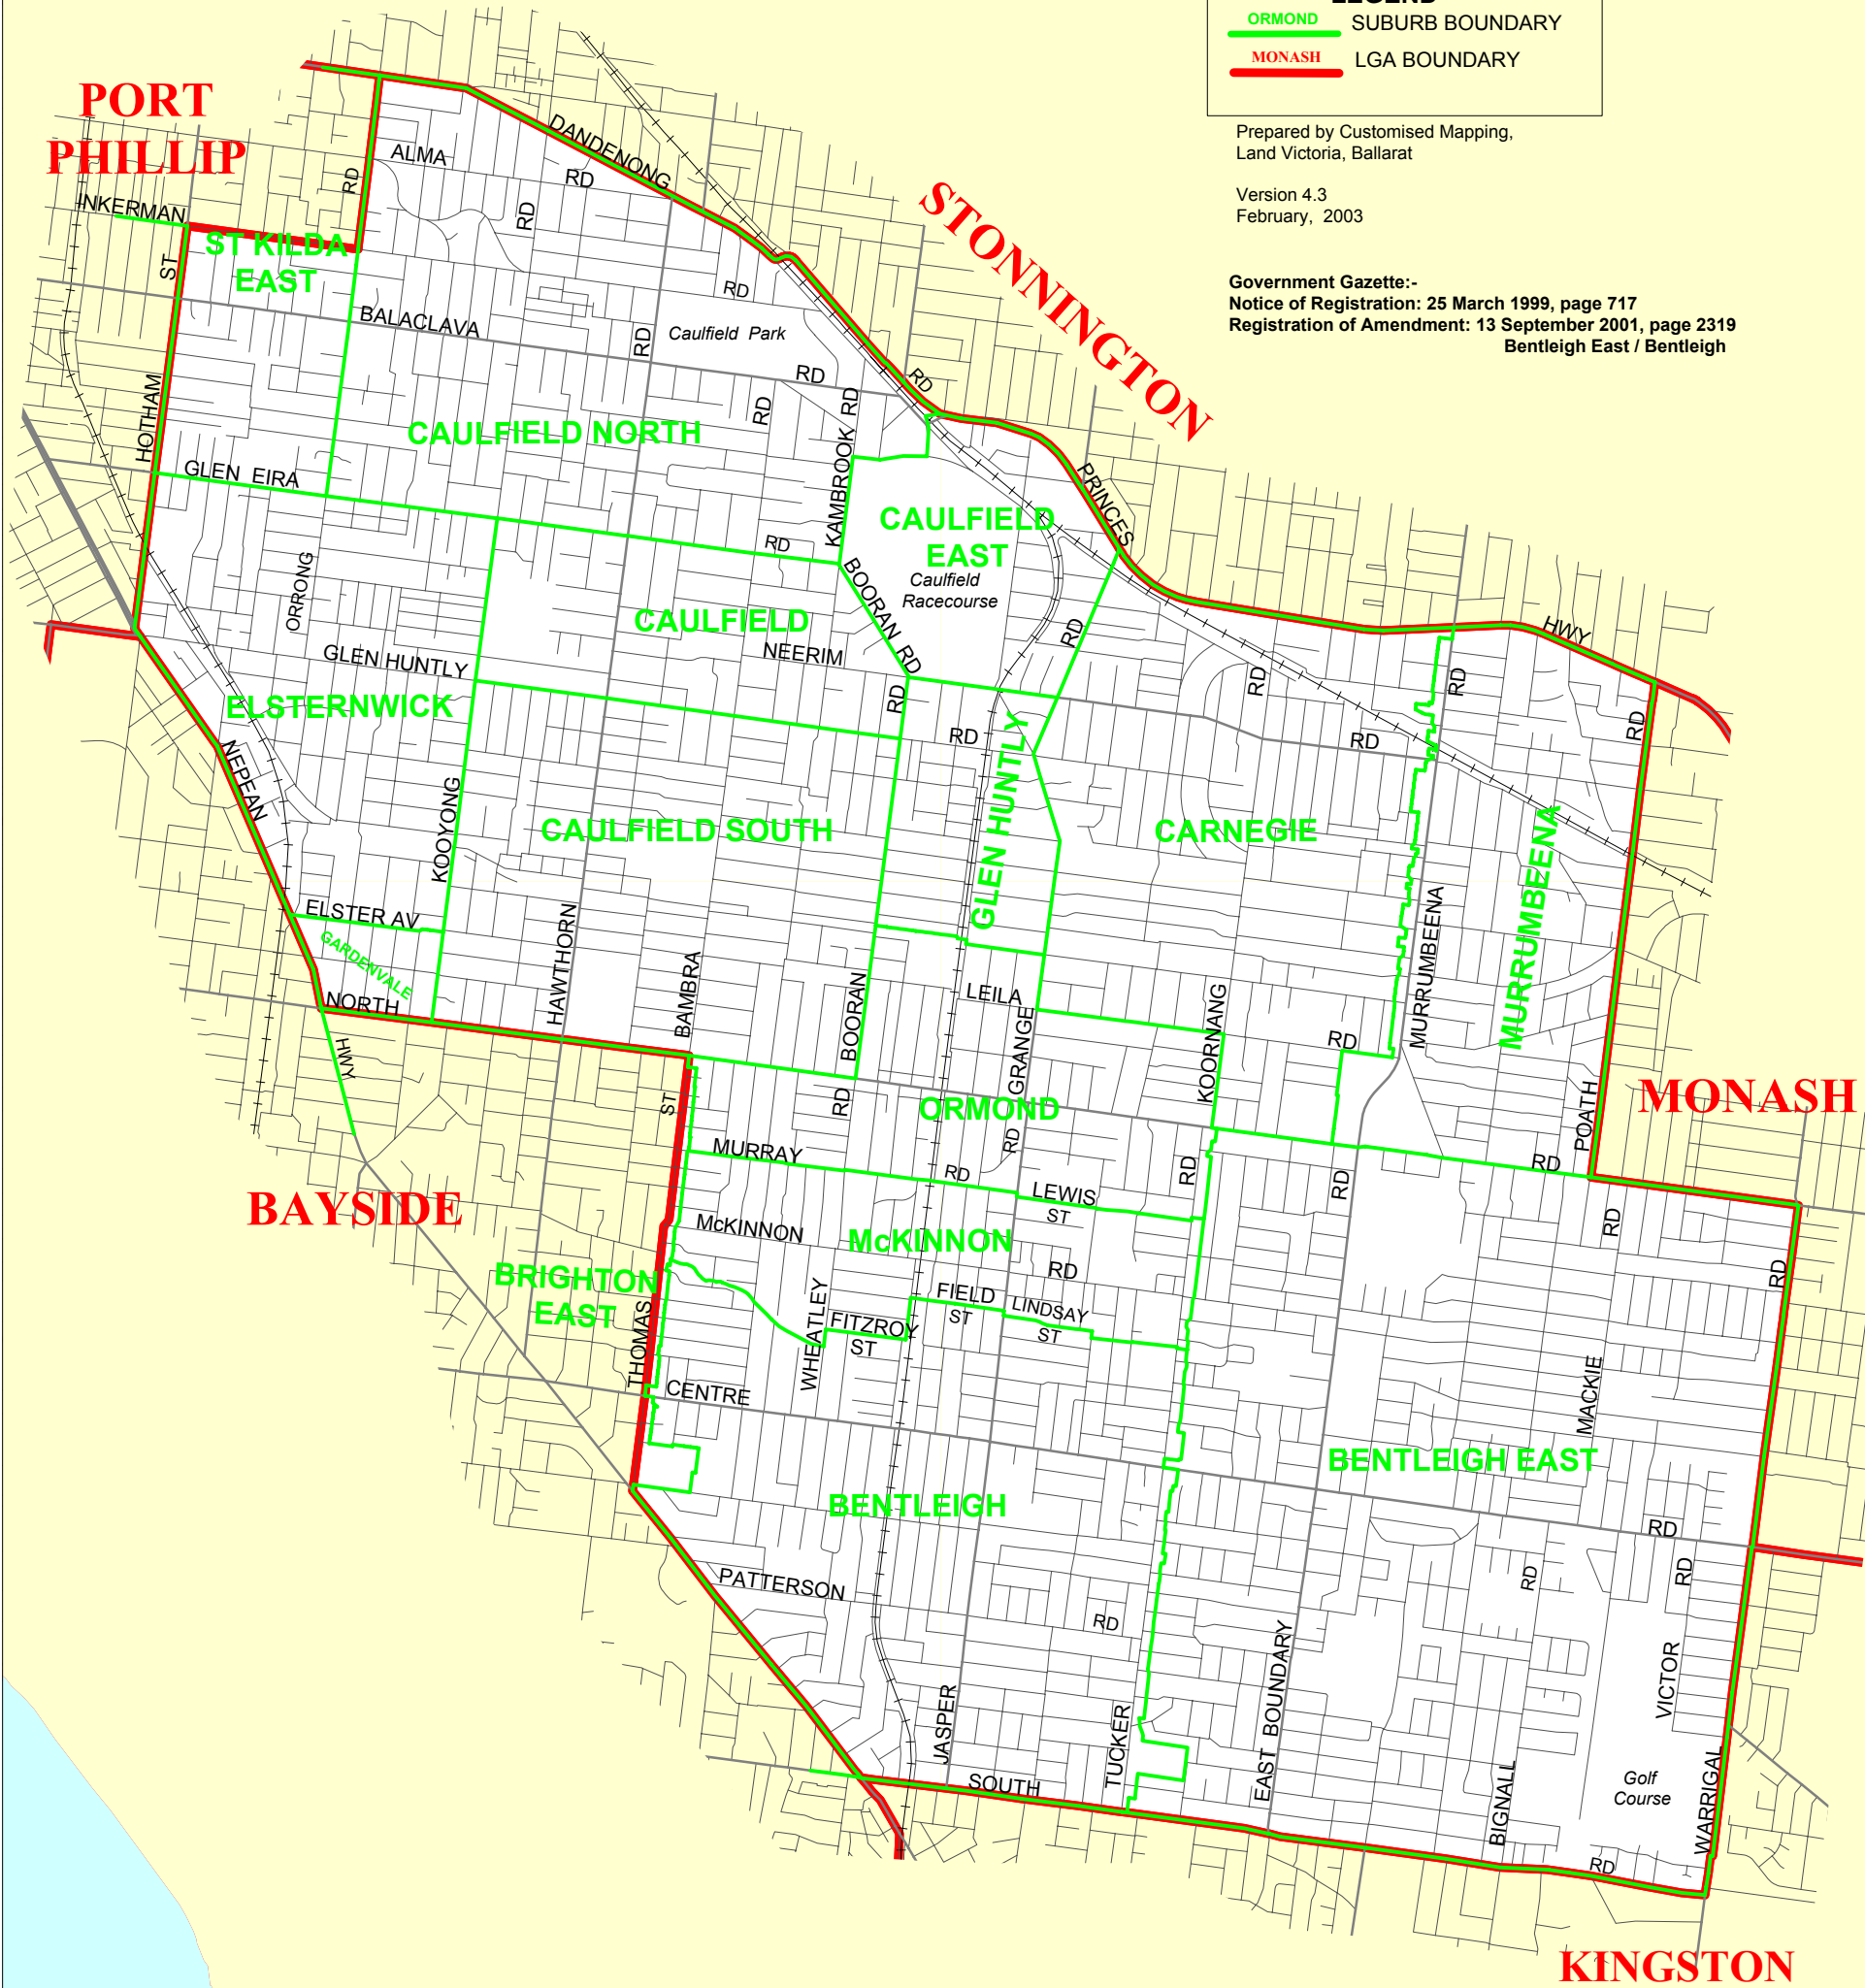 LEGEND
ORMOND SUBURB BOUNDARY
MONASH LGA BOUNDARY
Prepared by Customised Mapping,
Land Victoria, Ballarat
Version 4.3
February, 2003
Government Gazette:-
Notice of Registration: 25 March 1999, page 717
Registration of Amendment: 13 September 2001, page 2319
Bentleigh East / Bentleigh
PORT
PHILLIP
STONNINGTON
DANDENONG
ALMA
RD
RD
RD
INKERMAN
ST KILDA
EAST
ST
RD
RD
BALACLAVA
Caulfield Park
RD
RD
RD
RD
RD
HOTHAM
CAULFIELD NORTH
KAMBROOK
GLEN EIRA
PRINCES
CAULFIELD
EAST
RD
Caulfield
Racecourse
BOORAN RD
ORRONG
CAULFIELD
RD
HWY
NEERIM
GLEN HUNTLY
RD
RD
RD
RD
ELSTERNWICK
RD
RD
RD
NEPEAN
GLEN HUNTLY
KOOYONG
CAULFIELD SOUTH
CARNEGIE
MURRUMBEENA
ELSTER AV
GARDENVALE
HAWTHORN
MURRUMBEENA
NORTH
BAMBRA
BOORAN
LEILA
GRANGE
KOORNANG
RD
HWY
ST
RD
ORMOND
MONASH
POATH
RD
RD
MURRAY
RD
RD
RD
LEWIS
ST
BAYSIDE
McKINNON
McKINNON
RD
RD
RD
BRIGHTON
EAST
THOMAS
WHEATLEY
FITZROY
ST
FIELD
ST
LINDSAY
ST
CENTRE
MACKIE
BENTLEIGH EAST
BENTLEIGH
RD
RD
RD
PATTERSON
RD
EAST BOUNDARY
VICTOR
JASPER
TUCKER
SOUTH
BIGNALL
Golf
Course
WARRIGAL
RD
KINGSTON